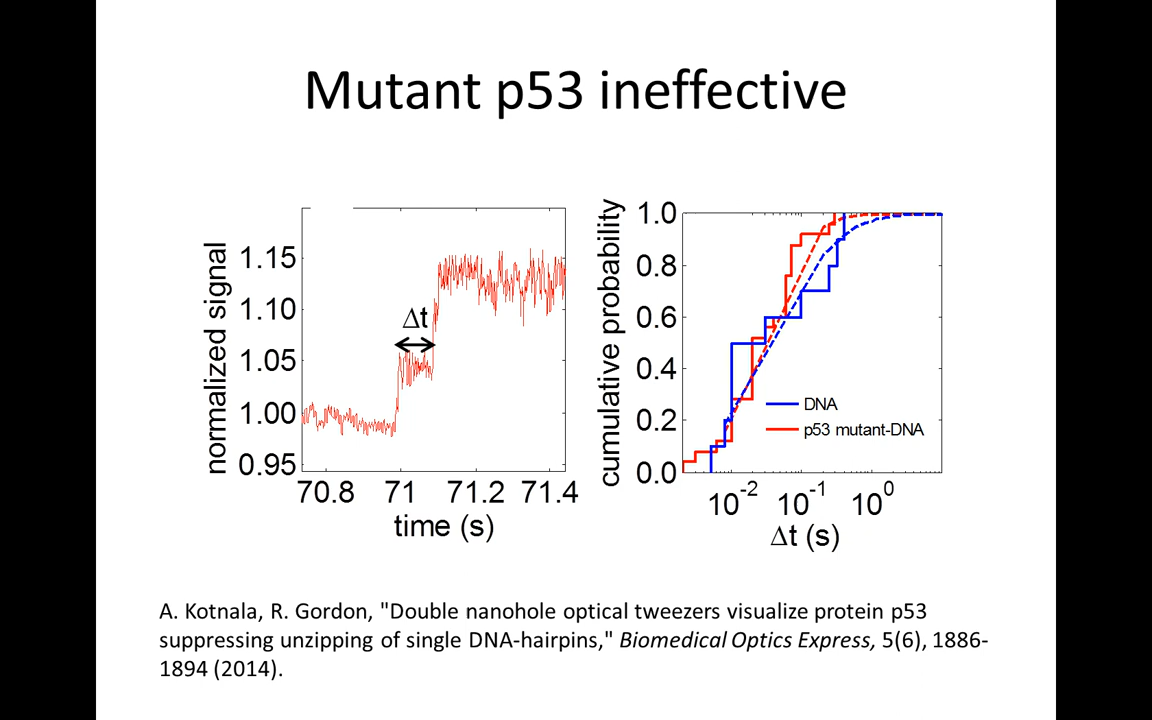 Mutant p53 ineffective
normalized signal
1.15
1.10
1.05
1.00
0.95
Δt
70.8 71 71.2 71.4
time (s)
cumulative probability
1.0
0.8
0.6
0.4
0.2
0.0
DNA
p53 mutant-DNA
10-2 10-1 100
Δt (s)
A. Kotnala, R. Gordon, "Double nanohole optical tweezers visualize protein p53
suppressing unzipping of single DNA-hairpins," Biomedical Optics Express, 5(6), 1886-
1894 (2014).